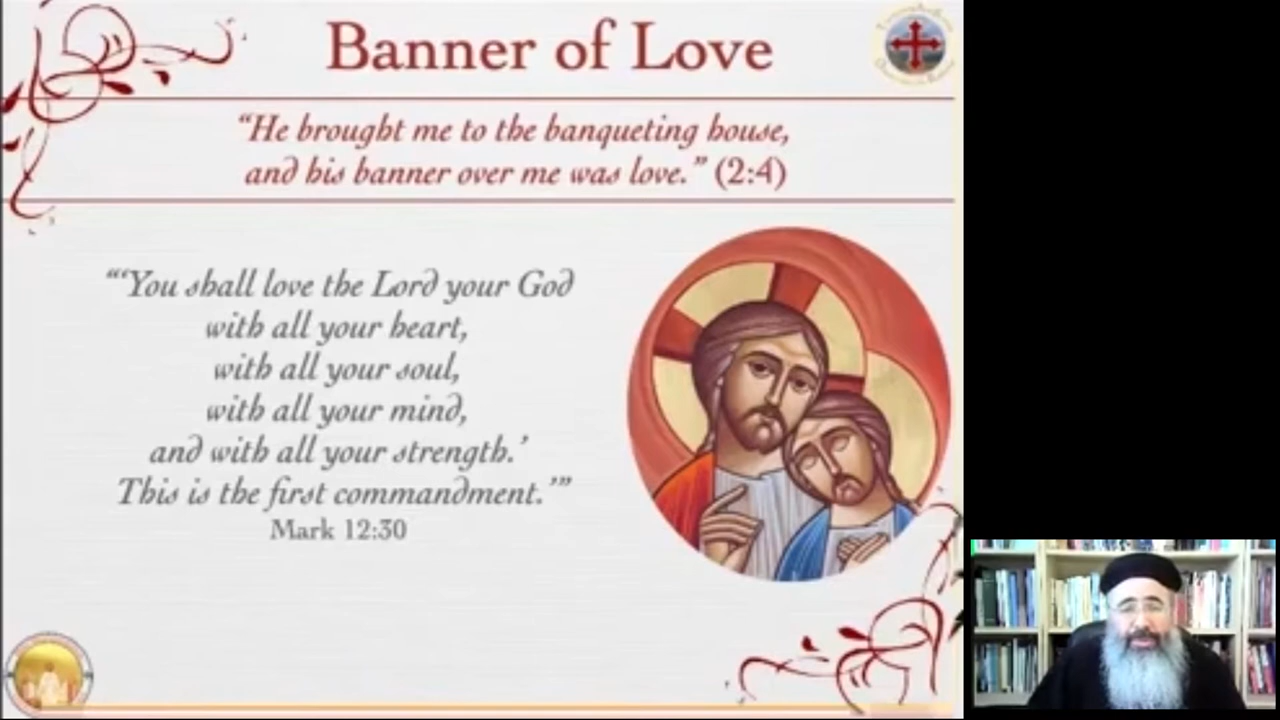 Banner of Love
“He brought me to the banqueting house,
and his banner over me was love.” (2:4)
“‘You shall love the Lord your God
with all your heart,
with all your soul,
with all your mind,
and with all your strength.’
This is the first commandment.’”
Mark 12:30